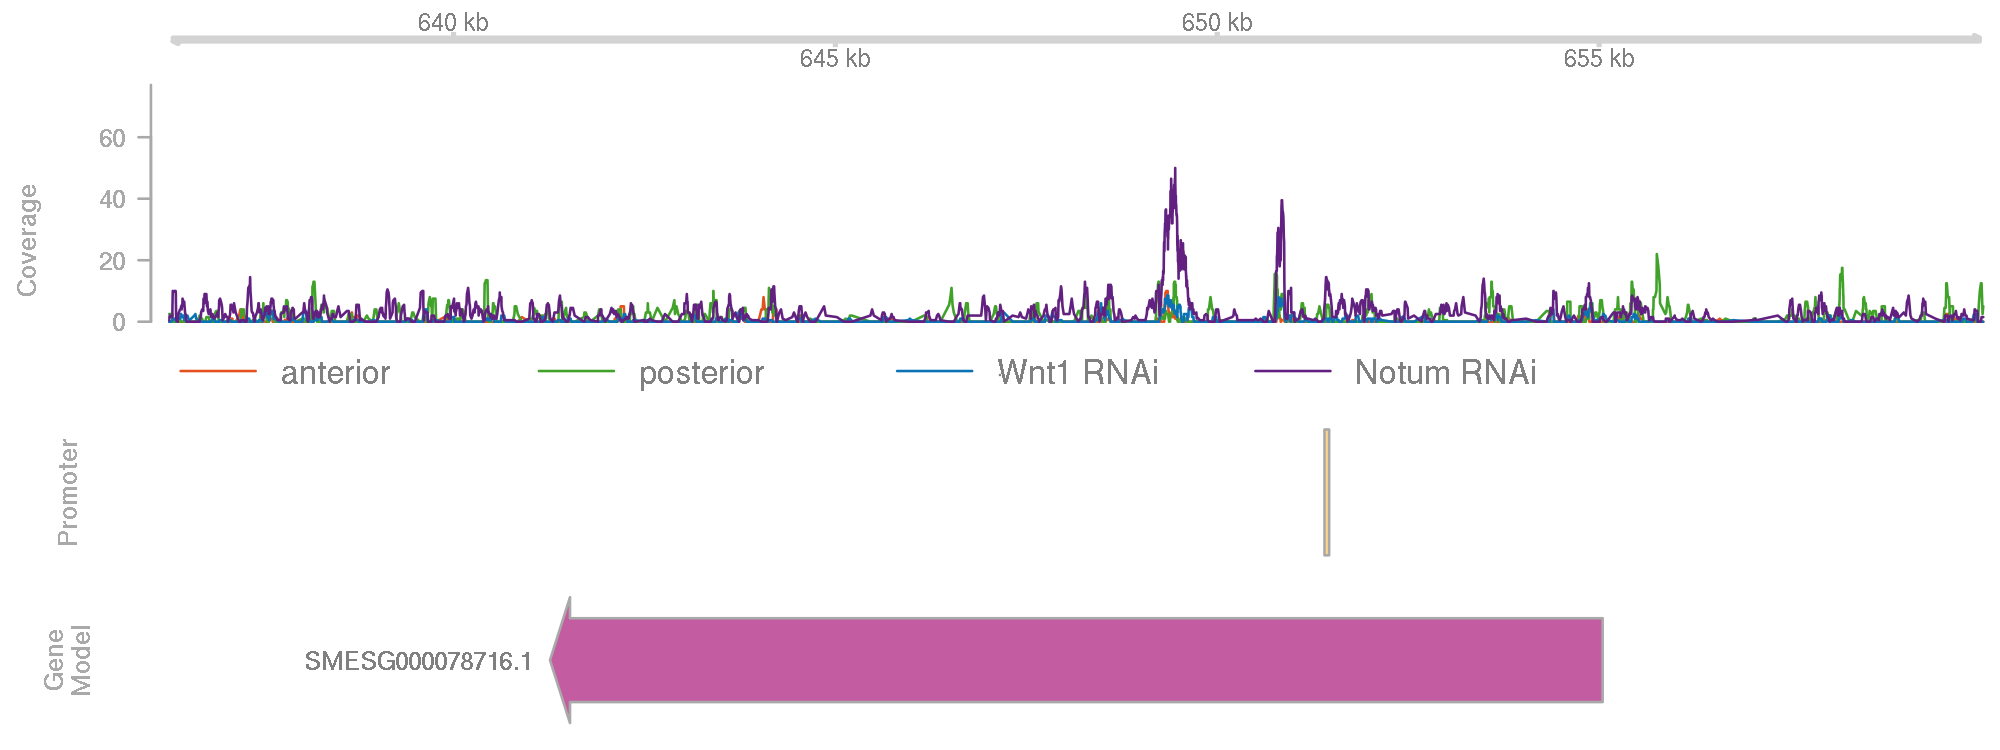 640 kb
650 kb
645 kb
655 kb
Coverage
60
40
20
0
anterior
posterior
Wnt1 RNAi
Notum RNAi
Promoter
Gene
Model
SMESG000078716.1